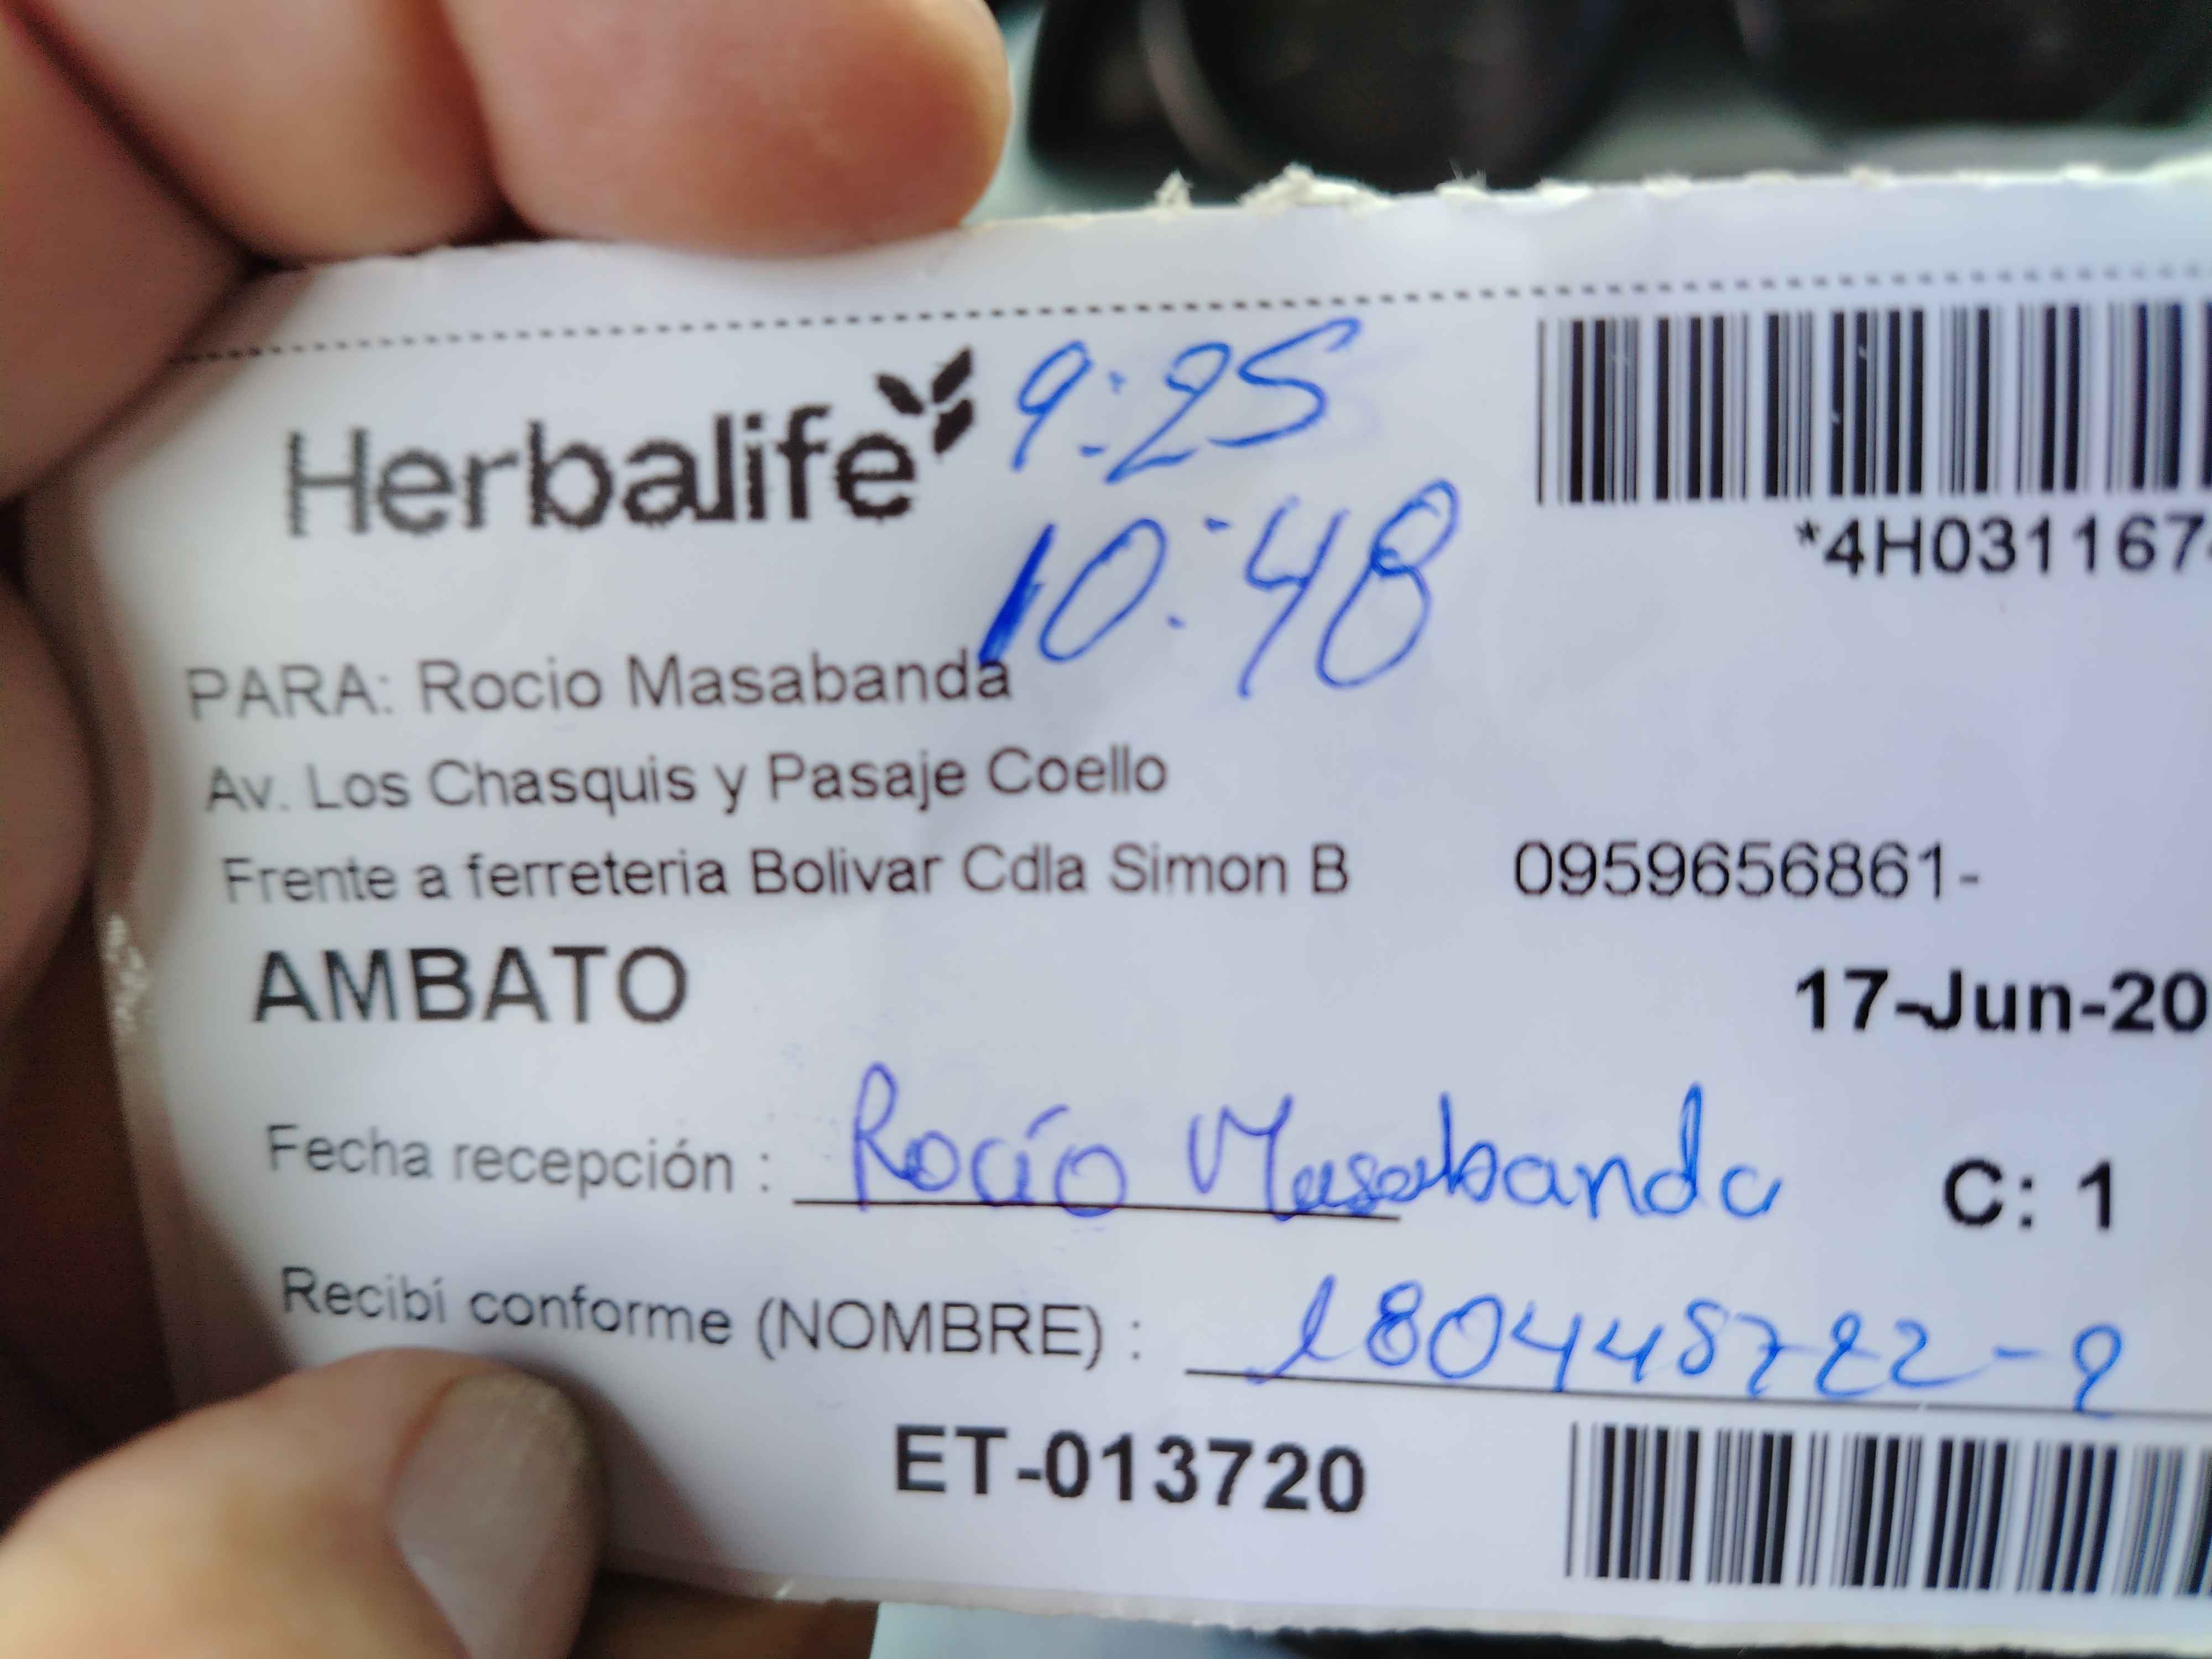 Herbalife 9:25
10:48
*4H031167
PARA: Rocio Masabanda
Av. Los Chasquis y Pasaje Coello
Frente a ferreteria Bolivar Cdla Simon B 0959656861-
AMBATO
17-Jun-20
Fecha recepción : Rocío Masabanda
C: 1
Recibí conforme (NOMBRE) : 180448722-2
ET-013720